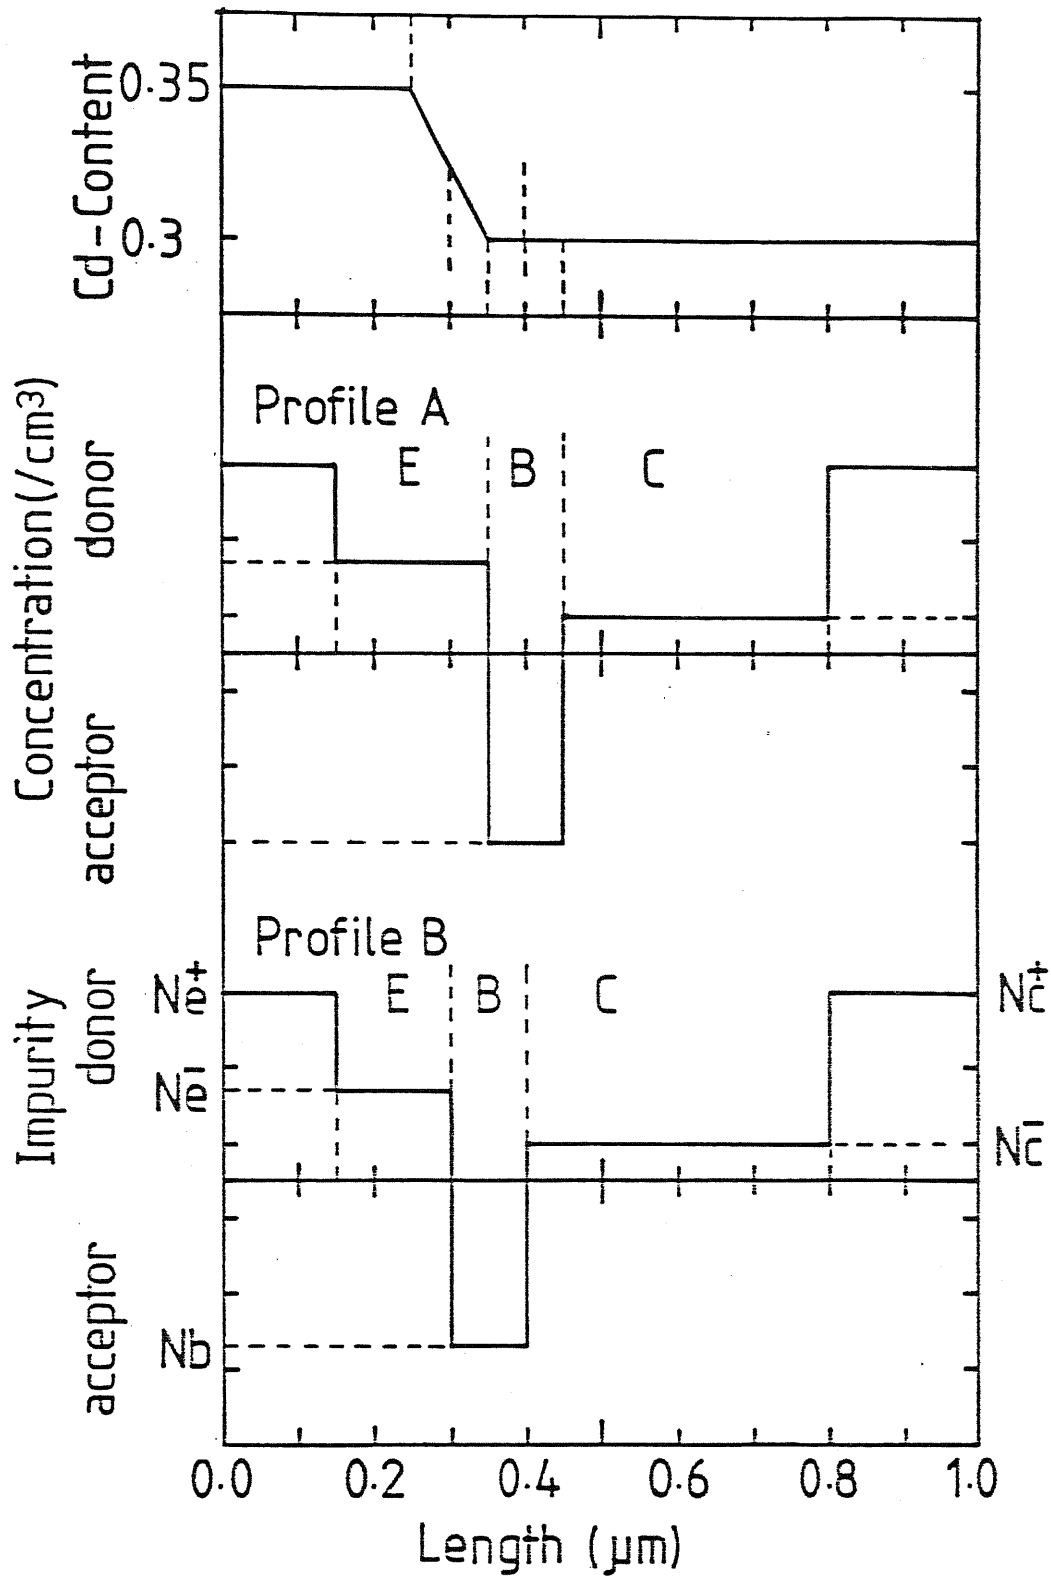 Cd-Content
0.35
0.3
Concentration (/cm³)
donor
acceptor
Profile A
E B C
Impurity
donor
acceptor
Profile B
E B C
Ne⁺
Ne⁻
Nb
Nc⁺
Nc⁻
0.0 0.2 0.4 0.6 0.8 1.0
Length (μm)